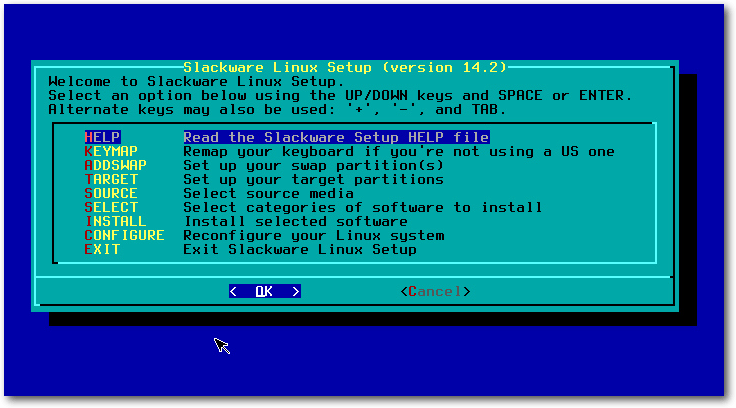 Slackware Linux Setup (version 14.2)
Welcome to Slackware Linux Setup.
Select an option below using the UP/DOWN keys and SPACE or ENTER.
Alternate keys may also be used: '+', '-', and TAB.
HELP Read the Slackware Setup HELP file
KEYMAP Remap your keyboard if you're not using a US one
ADDSWAP Set up your swap partition(s)
TARGET Set up your target partitions
SOURCE Select source media
SELECT Select categories of software to install
INSTALL Install selected software
CONFIGURE Reconfigure your Linux system
EXIT Exit Slackware Linux Setup
< OK > <Cancel>